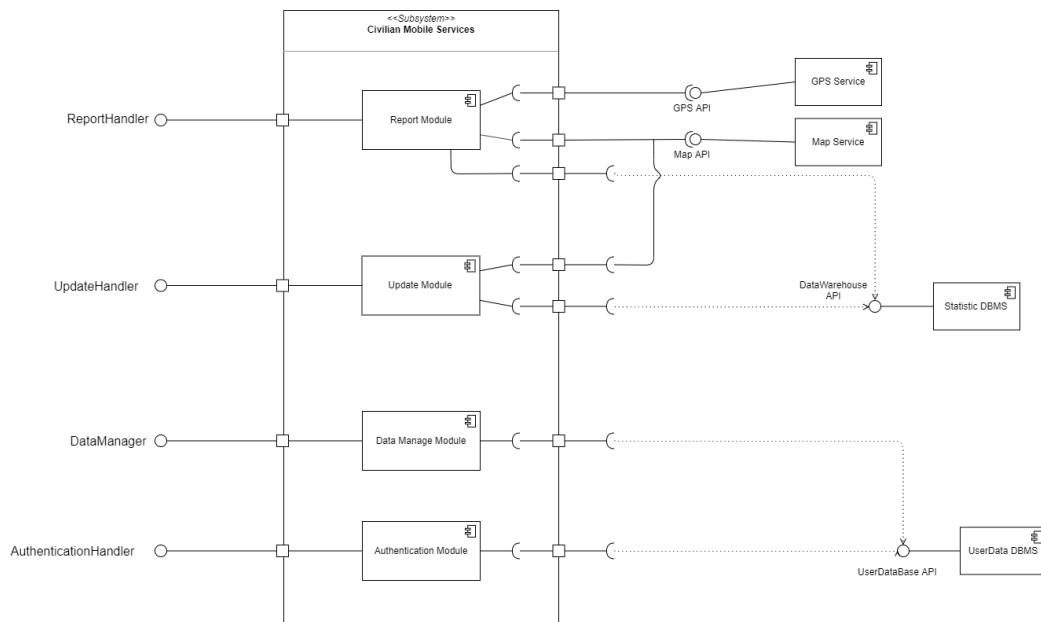 <<Subsystem>>
Civilian Mobile Services
GPS Service
Report Module
ReportHandler
GPS API
Map Service
Map API
UpdateHandler
Update Module
DataWarehouse
API
Statistic DBMS
DataManager
Data Manage Module
AuthenticationHandler
Authentication Module
UserData DBMS
UserDataBase API